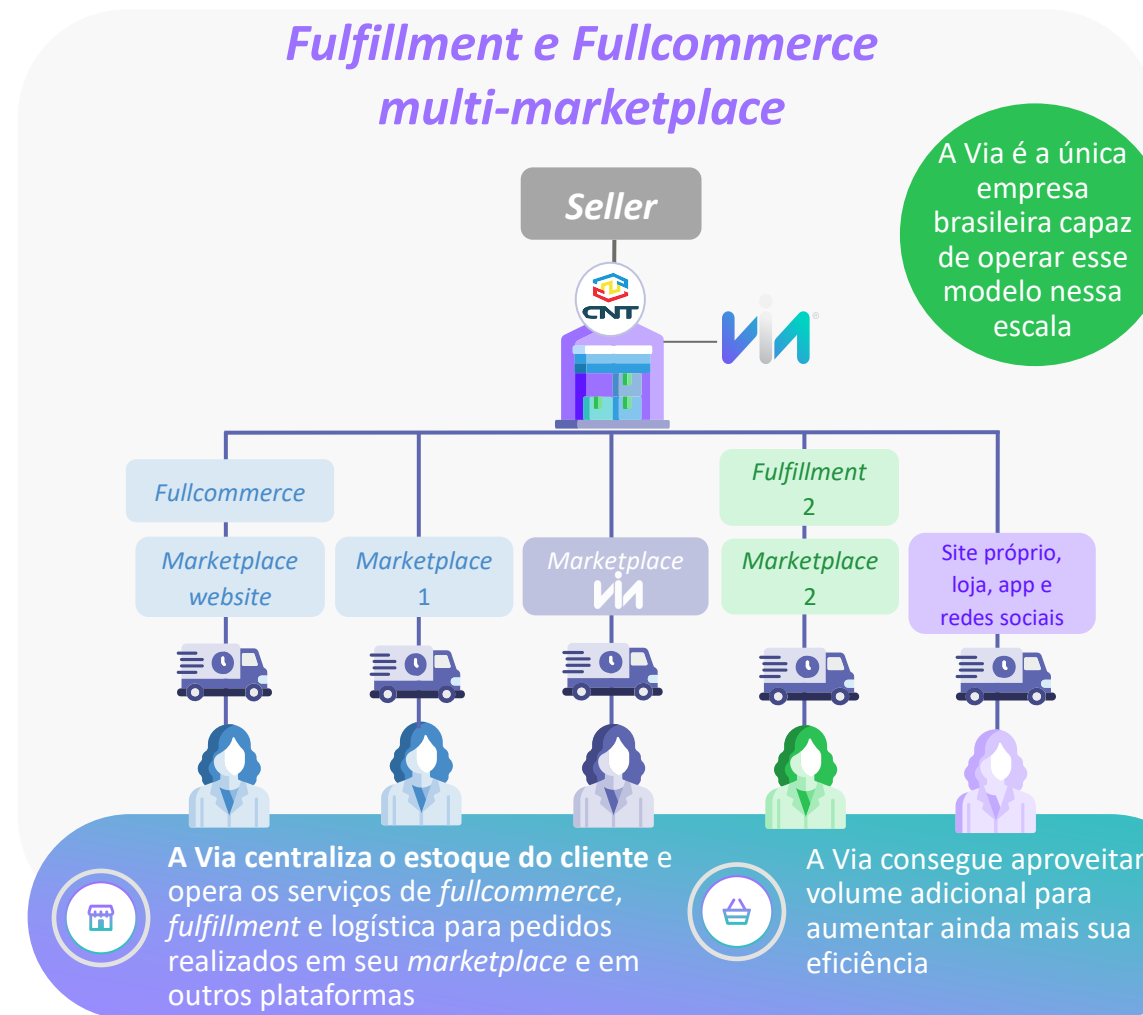 Fulfillment e Fullcommerce
multi-marketplace
A Via é a única
empresa
brasileira capaz
de operar esse
modelo nessa
escala
Seller
CNT
VIA
Fullcommerce
Fulfillment
2
Marketplace
website
Marketplace
1
Marketplace
VIA
Marketplace
2
Site próprio,
loja, app e
redes sociais
A Via centraliza o estoque do cliente e
opera os serviços de fullcommerce,
fulfillment e logística para pedidos
realizados em seu marketplace e em
outros plataformas
A Via consegue aproveitar
volume adicional para
aumentar ainda mais sua
eficiência